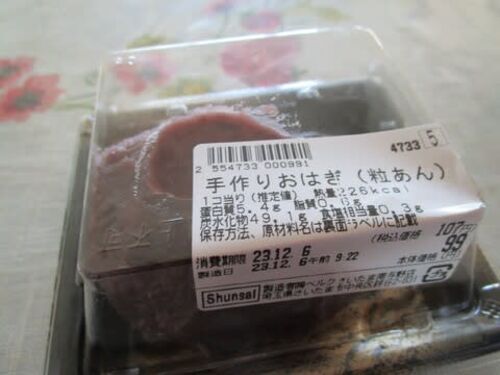 4733 5
2 554733 000991
手作りおはぎ（粒あん）
1コ当り（推定値） 熱量226kcal
蛋白質5.4g 脂質0.6g
炭水化物49.1g 食塩相当量0.3g
保存方法、原材料名は裏面ラベルに記載
消費期限 23.12. 6
製造日 23.12. 6午前 9.22
(税込価格 107円)
本体価格 99(円)
Shunsai